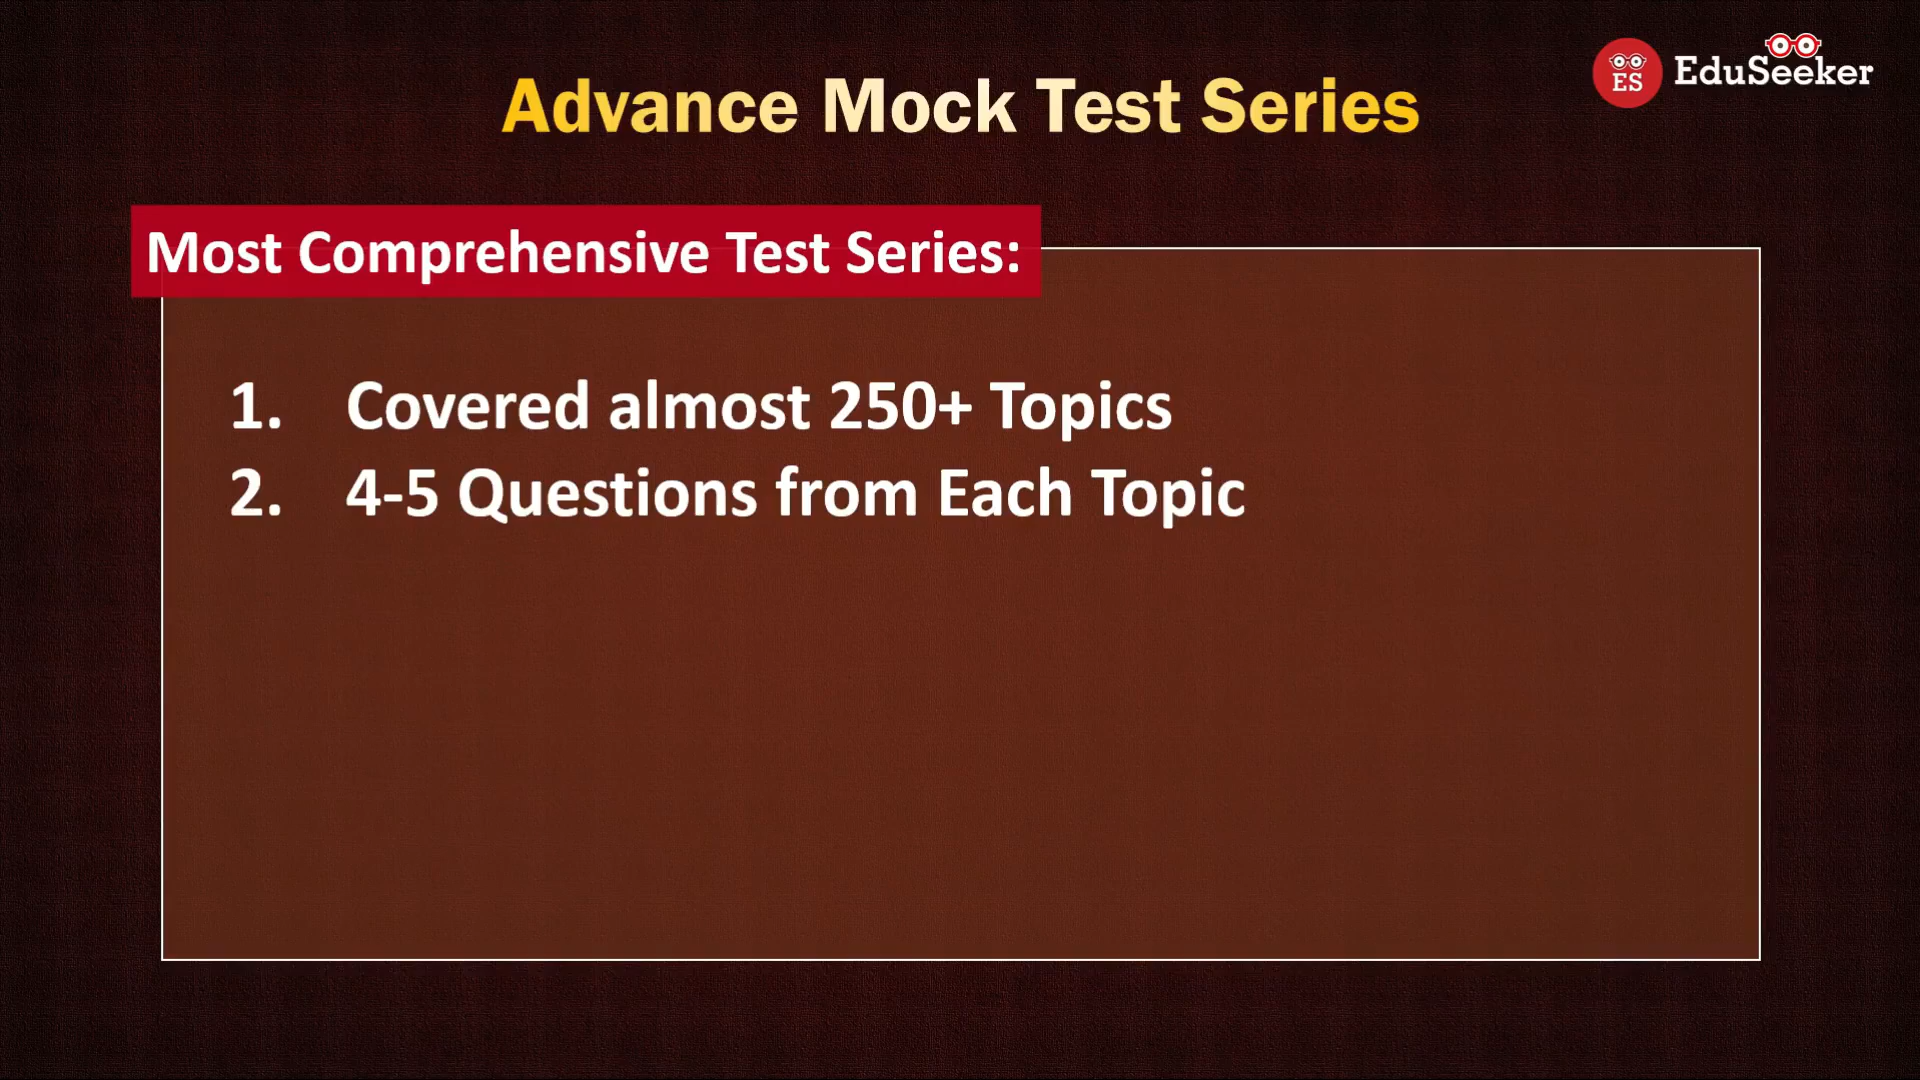 Advance Mock Test Series
ES EduSeeker
Most Comprehensive Test Series:
1. Covered almost 250+ Topics
2. 4-5 Questions from Each Topic